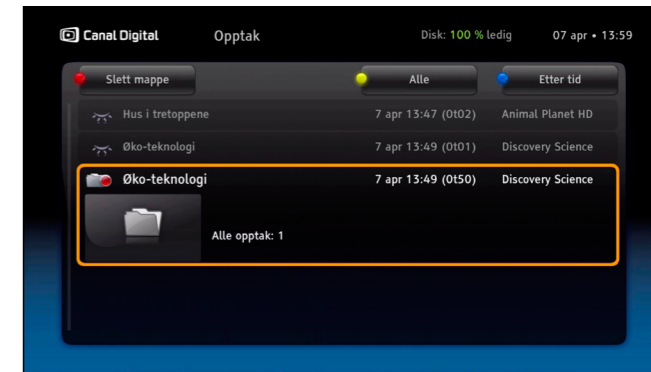 Canal Digital Opptak Disk: 100 % ledig 07 apr • 13:59
Slett mappe Alle Etter tid
Hus i tretoppene 7 apr 13:47 (0t02) Animal Planet HD
Øko-teknologi 7 apr 13:49 (0t01) Discovery Science
Øko-teknologi 7 apr 13:49 (0t50) Discovery Science
Alle opptak: 1